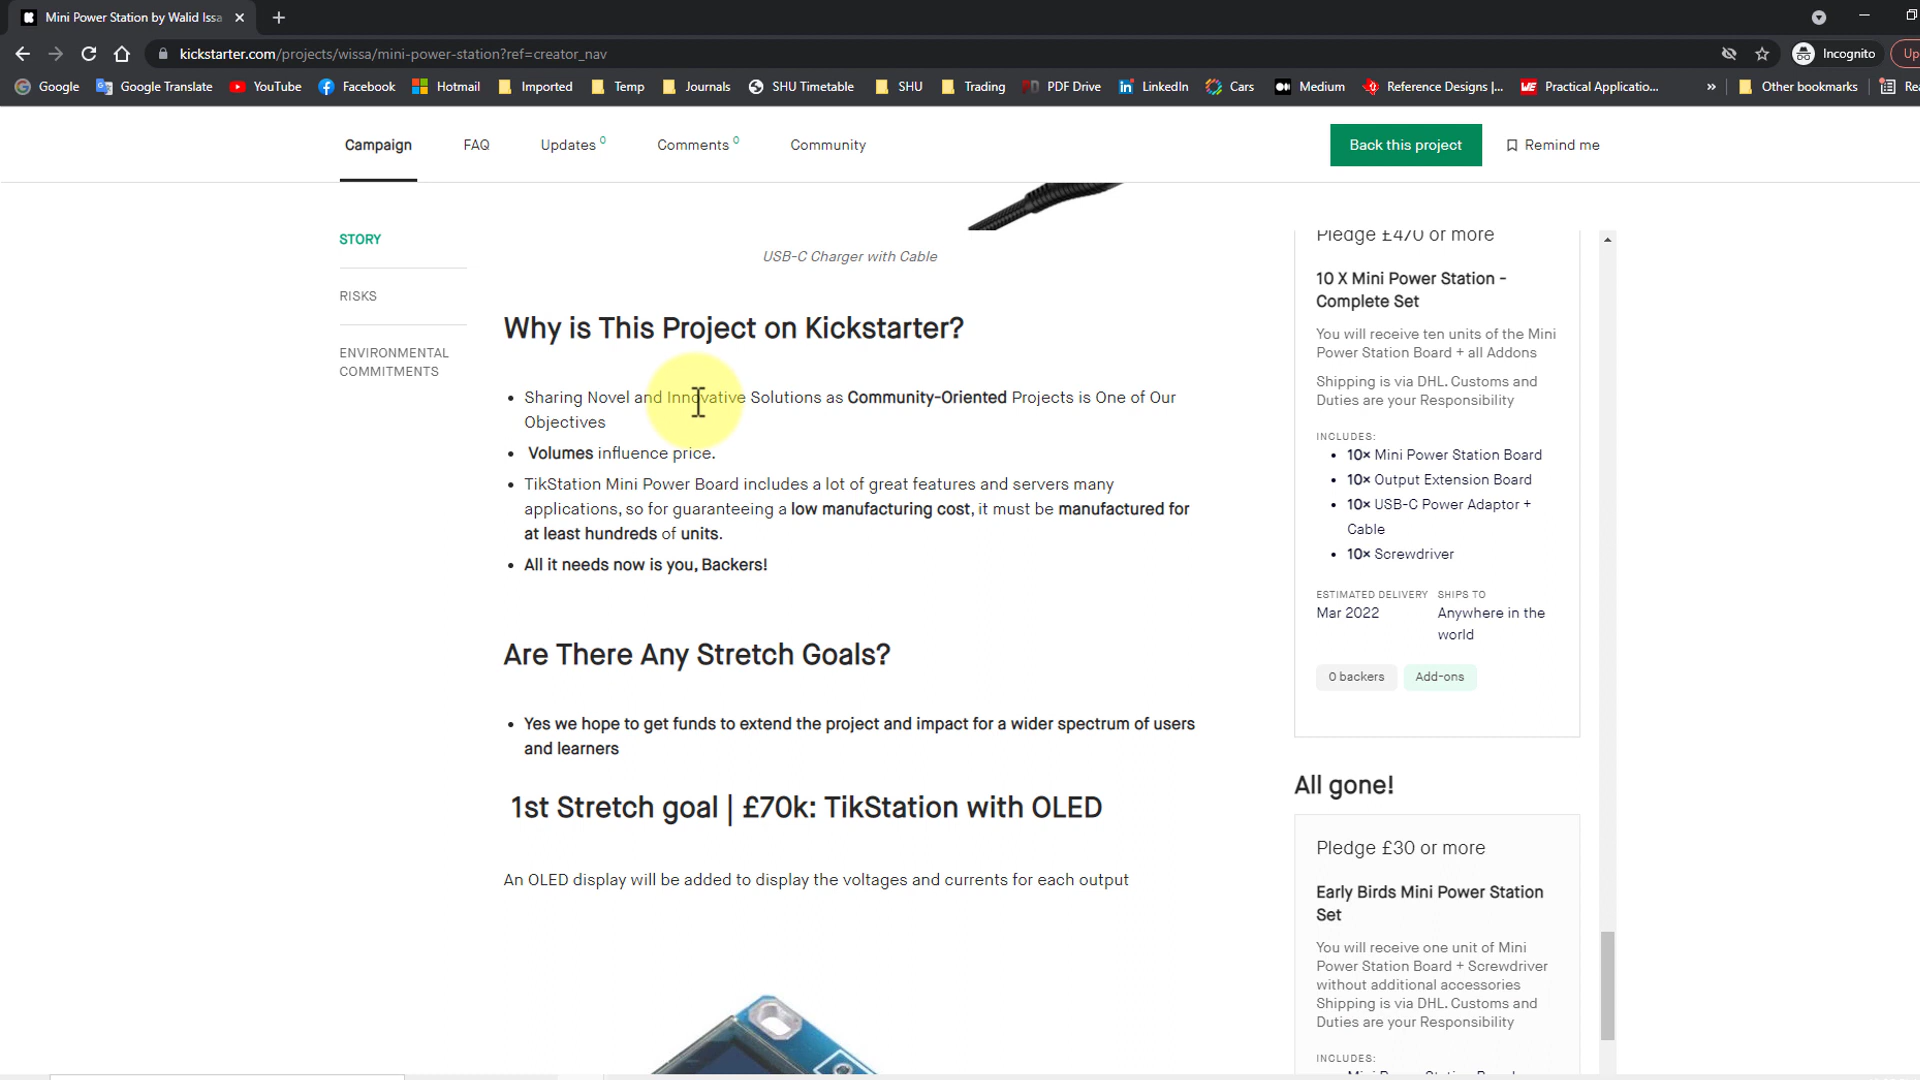 Mini Power Station by Walid Issa
kickstarter.com/projects/wissa/mini-power-station?ref=creator_nav
Incognito
Up
Google
Google Translate
YouTube
Facebook
Hotmail
Imported
Temp
Journals
SHU Timetable
SHU
Trading
PDF Drive
LinkedIn
Cars
Medium
Reference Designs |...
Practical Applicatio...
»
Other bookmarks
Rea
Campaign
FAQ
Updates 0
Comments 0
Community
Back this project
Remind me
STORY
RISKS
ENVIRONMENTAL
COMMITMENTS
USB-C Charger with Cable
Why is This Project on Kickstarter?
• Sharing Novel and Innovative Solutions as Community-Oriented Projects is One of Our
Objectives
• Volumes influence price.
• TikStation Mini Power Board includes a lot of great features and servers many
applications, so for guaranteeing a low manufacturing cost, it must be manufactured for
at least hundreds of units.
• All it needs now is you, Backers!
Are There Any Stretch Goals?
• Yes we hope to get funds to extend the project and impact for a wider spectrum of users
and learners
1st Stretch goal | £70k: TikStation with OLED
An OLED display will be added to display the voltages and currents for each output
Pledge £470 or more
10 X Mini Power Station -
Complete Set
You will receive ten units of the Mini
Power Station Board + all Addons
Shipping is via DHL. Customs and
Duties are your Responsibility
INCLUDES:
• 10× Mini Power Station Board
• 10× Output Extension Board
• 10× USB-C Power Adaptor +
Cable
• 10× Screwdriver
ESTIMATED DELIVERY
Mar 2022
SHIPS TO
Anywhere in the
world
0 backers
Add-ons
All gone!
Pledge £30 or more
Early Birds Mini Power Station
Set
You will receive one unit of Mini
Power Station Board + Screwdriver
without additional accessories
Shipping is via DHL. Customs and
Duties are your Responsibility
INCLUDES: